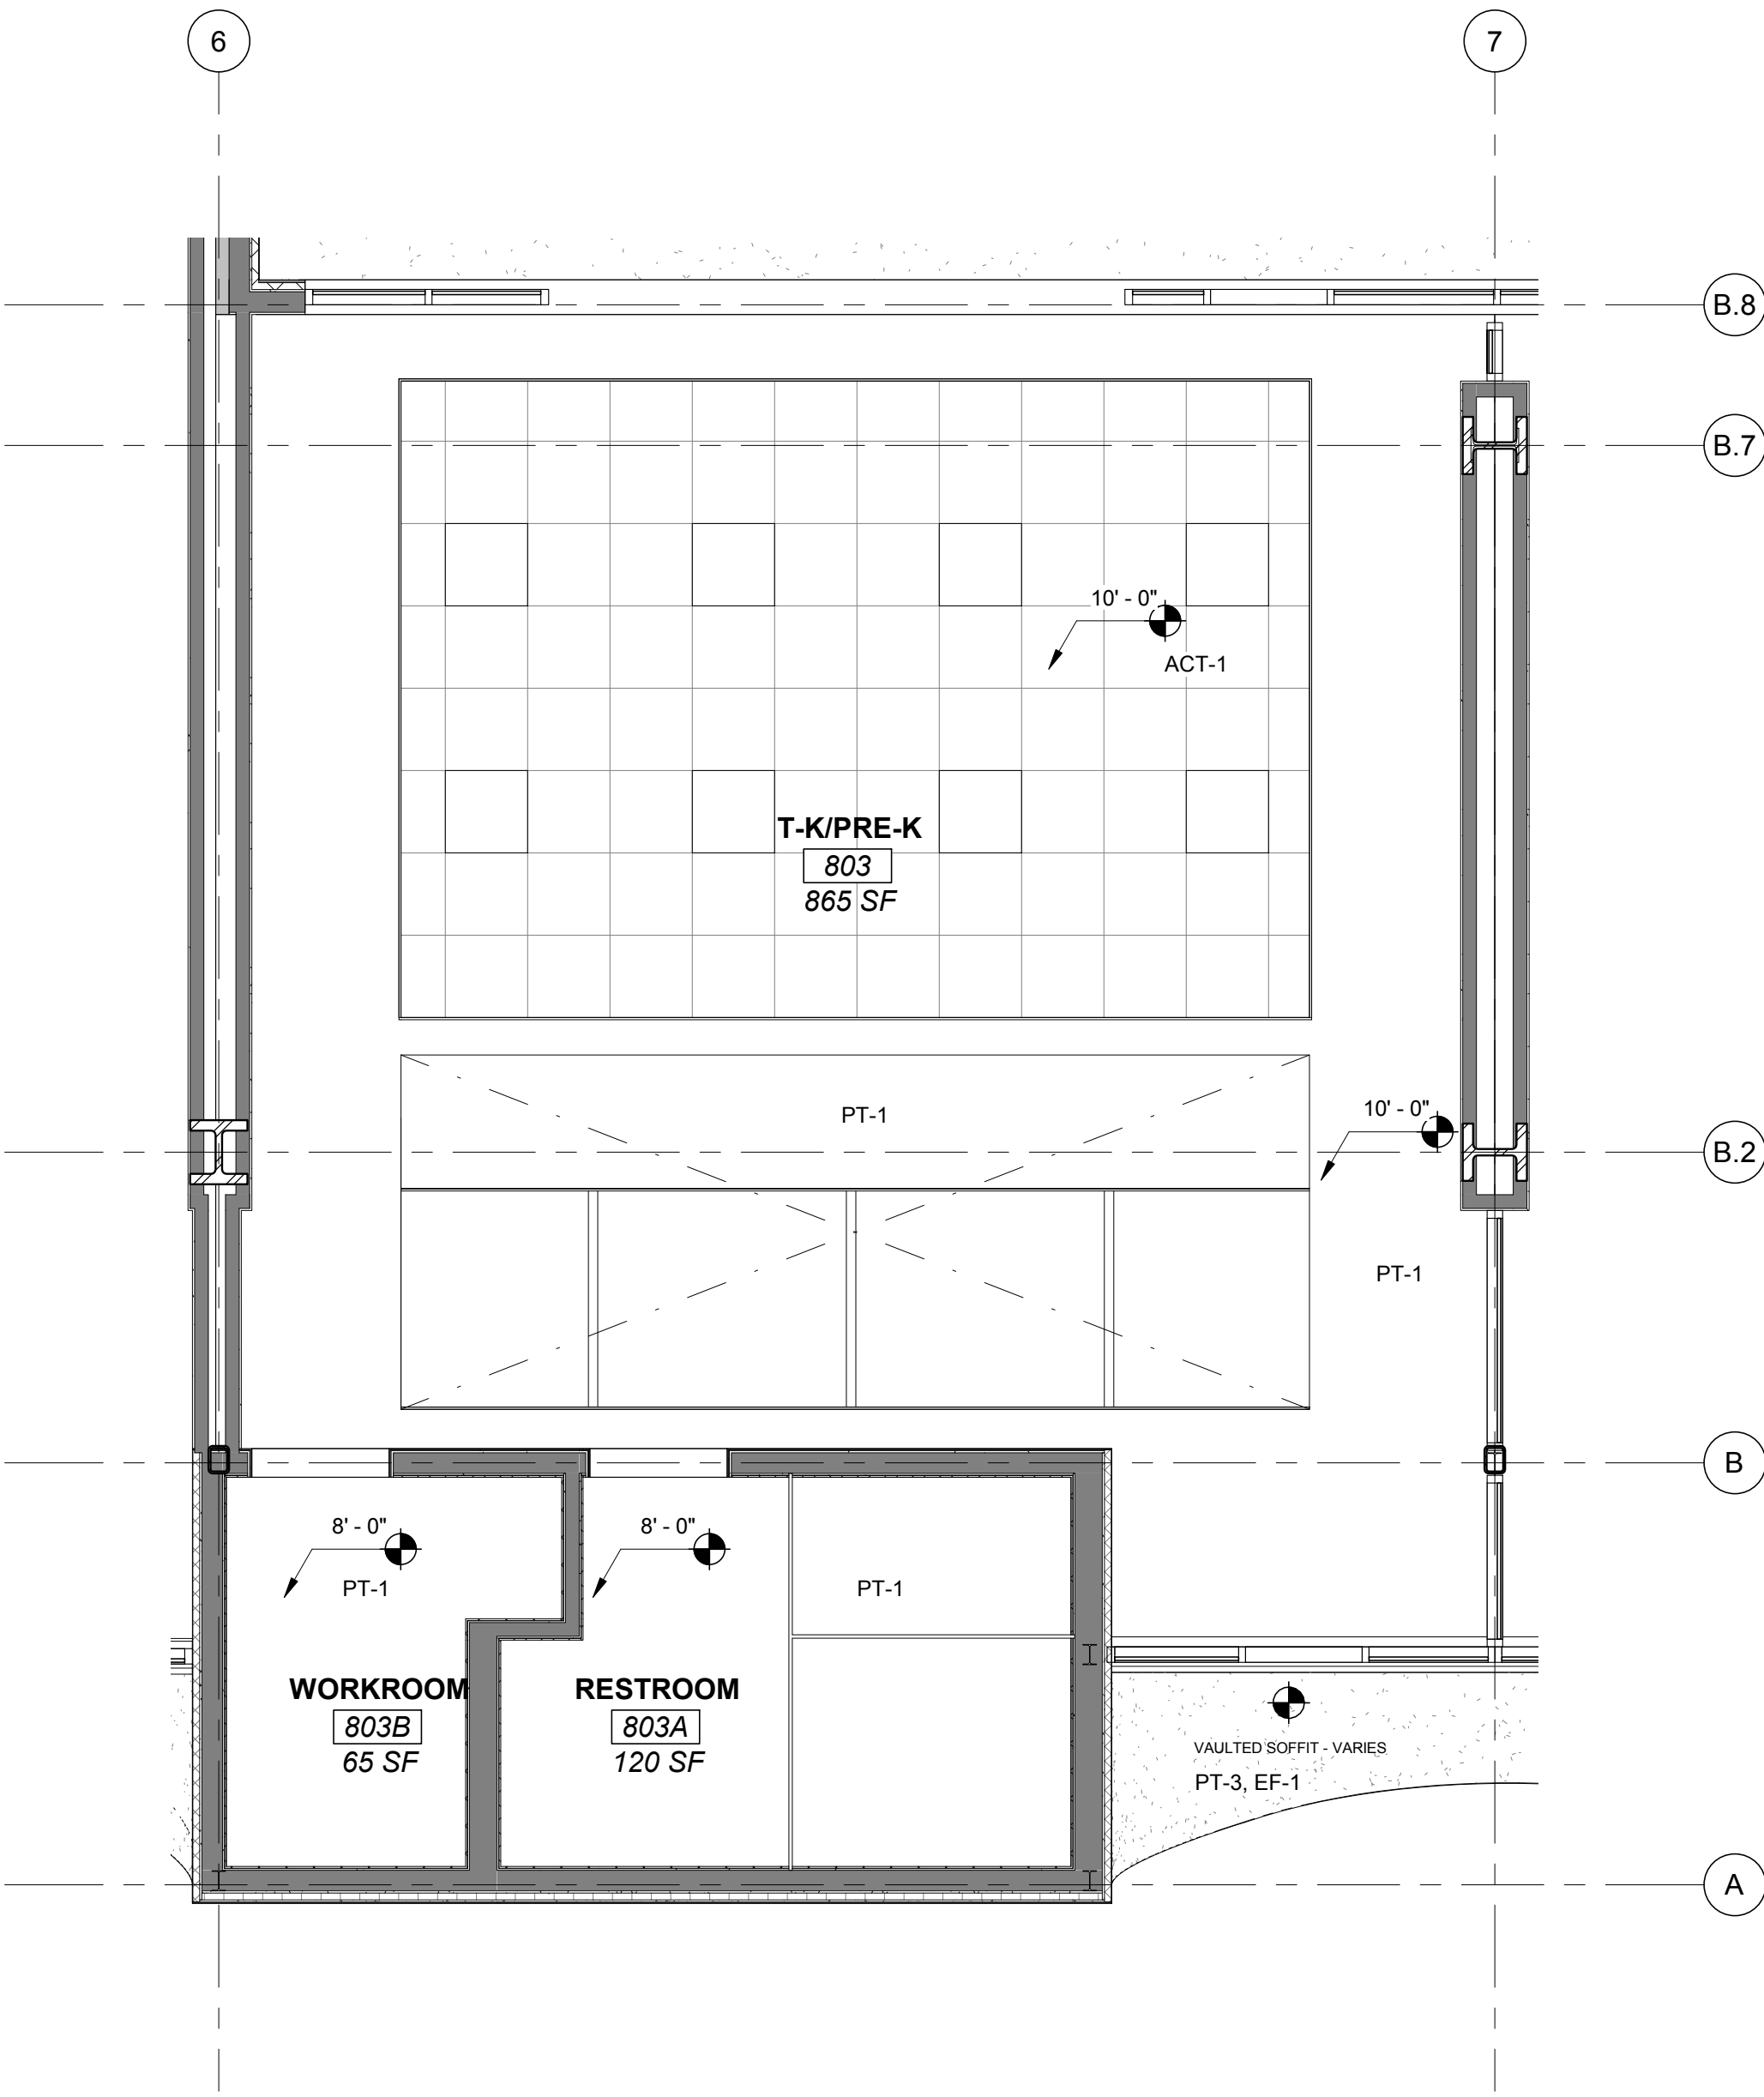 6
7
B.8
B.7
10' - 0"
ACT-1
T-K/PRE-K
803
865 SF
PT-1
10' - 0"
B.2
PT-1
B
8' - 0"
8' - 0"
PT-1
PT-1
WORKROOM
803B
65 SF
RESTROOM
803A
120 SF
VAULTED SOFFIT - VARIES
PT-3, EF-1
A